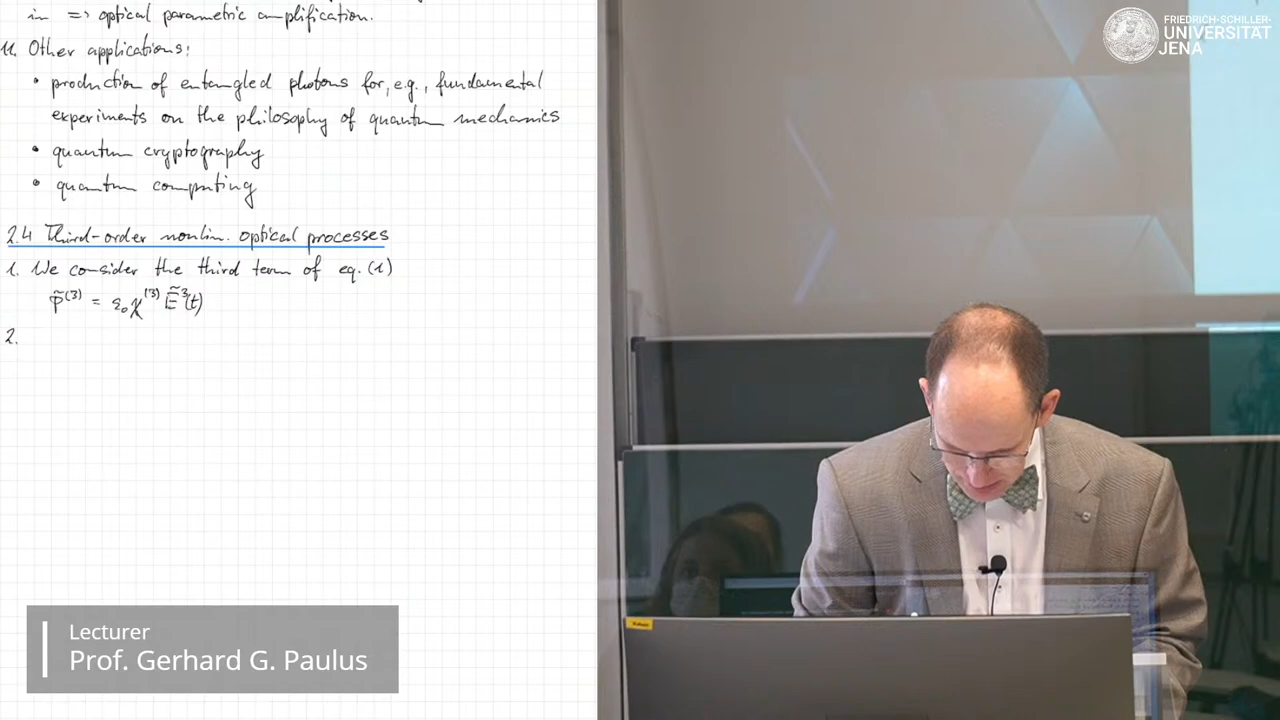 in => optical parametric amplification.
11. Other applications:
• production of entangled photons for, e.g., fundamental
experiments on the philosophy of quantum mechanics
• quantum cryptography
• quantum computing
2.4 Third-order nonlin. optical processes
1. We consider the third term of eq. (1)
P̃⁽³⁾ = ε₀χ⁽³⁾Ẽ³(t)
2.
Lecturer
Prof. Gerhard G. Paulus
FRIEDRICH-SCHILLER-
UNIVERSITÄT
JENA